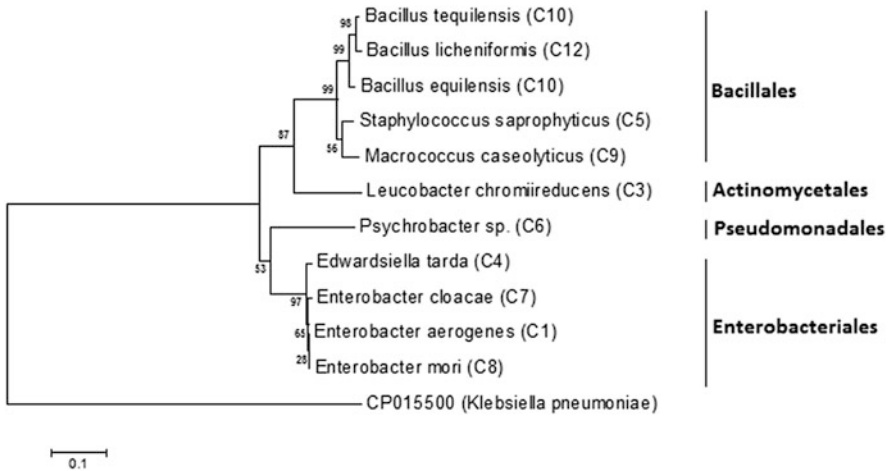 98
Bacillus tequilensis (C10)
99
Bacillus licheniformis (C12)
99
Bacillus equilensis (C10)
Bacillales
87
Staphylococcus saprophyticus (C5)
56
Macrococcus caseolyticus (C9)
Leucobacter chromiireducens (C3)
Actinomycetales
Psychrobacter sp. (C6)
Pseudomonadales
53
Edwardsiella tarda (C4)
97
Enterobacter cloacae (C7)
65
Enterobacter aerogenes (C1)
Enterobacteriales
28
Enterobacter mori (C8)
CP015500 (Klebsiella pneumoniae)
0.1